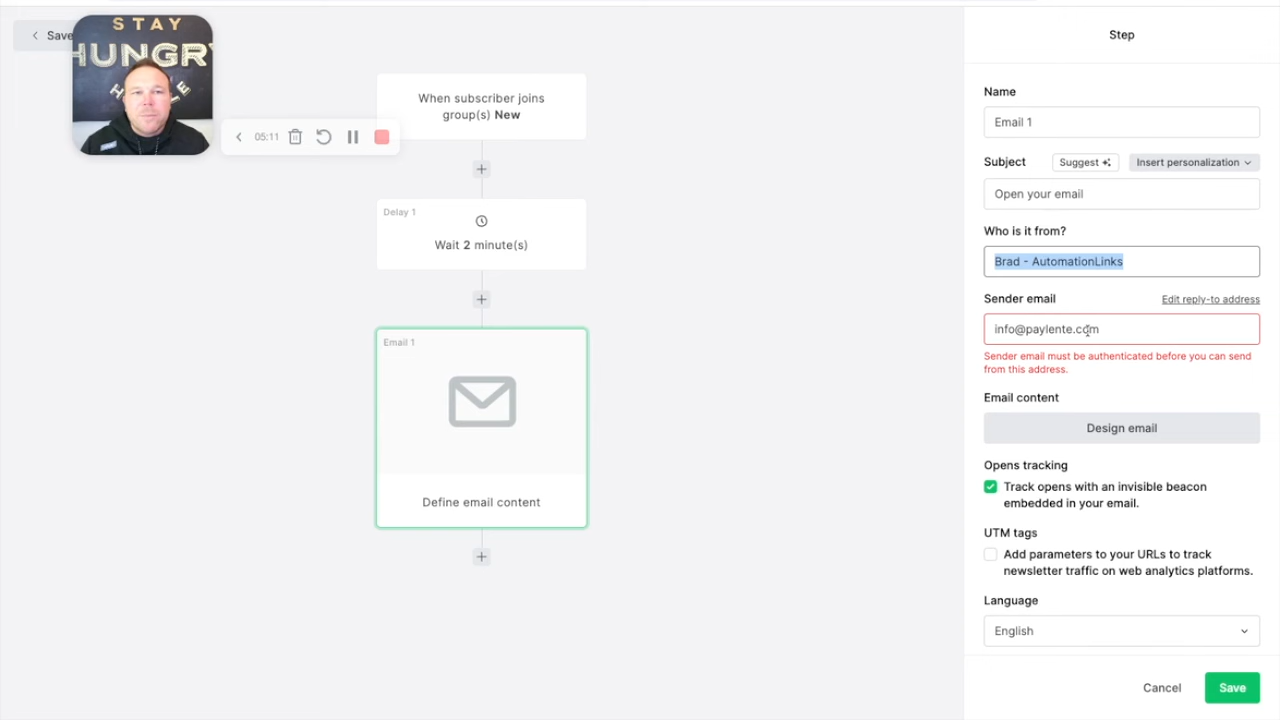 Save
STAY
HUNGRY
H
LE
05:11
When subscriber joins
group(s) New
Delay 1
Wait 2 minute(s)
Email 1
Define email content
Step
Name
Email 1
Subject
Suggest
Insert personalization
Open your email
Who is it from?
Brad - AutomationLinks
Sender email
Edit reply-to address
info@paylente.com
Sender email must be authenticated before you can send
from this address.
Email content
Design email
Opens tracking
Track opens with an invisible beacon
embedded in your email.
UTM tags
Add parameters to your URLs to track
newsletter traffic on web analytics platforms.
Language
English
Cancel
Save